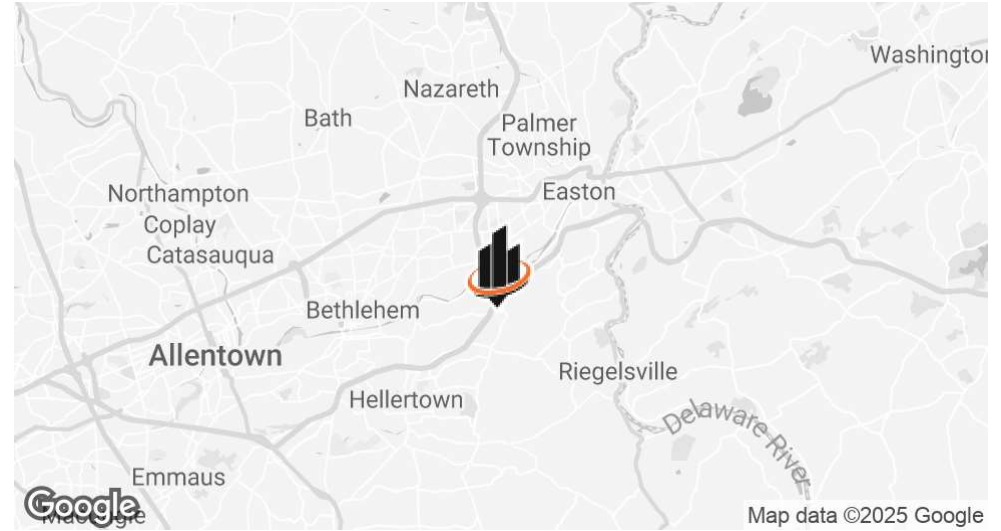 Washington
Nazareth
Bath
Palmer
Township
Northampton
Easton
Coplay
Catasauqua
Bethlehem
Allentown
Riegelsville
Hellertown
Delaware River
Emmaus
Google
Map data ©2025 Google